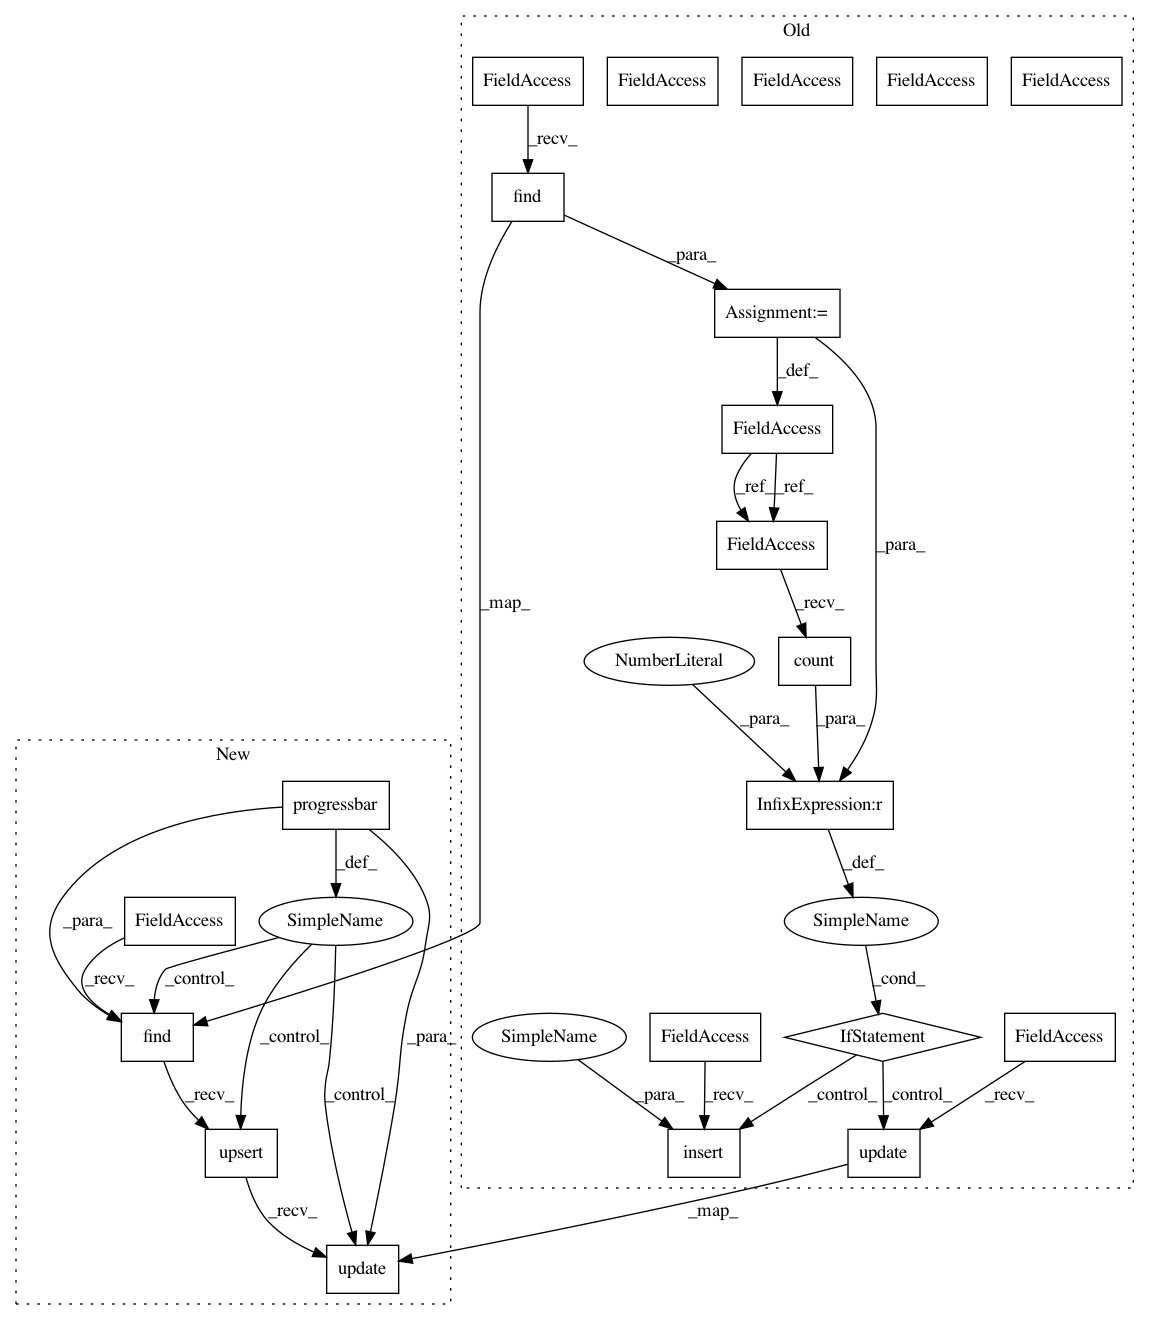 Old
FieldAccess FieldAccess FieldAccess FieldAccess FieldAccess
_recv_
find
_para_
Assignment:=
_def_
FieldAccess
_ref_ _ref_
FieldAccess
_para_
_map_
_recv_
NumberLiteral
count
_para_ _para_
New
progressbar
InfixExpression:r
_def_
_def_
_para_
FieldAccess
SimpleName
SimpleName
_recv_
_control_
_cond_
find
SimpleName
FieldAccess
IfStatement
FieldAccess
_control_
_para_
_recv_
_control_
_para_
_recv_
_control_
_control_
_recv_
upsert
insert
update
_recv_
_map_
update